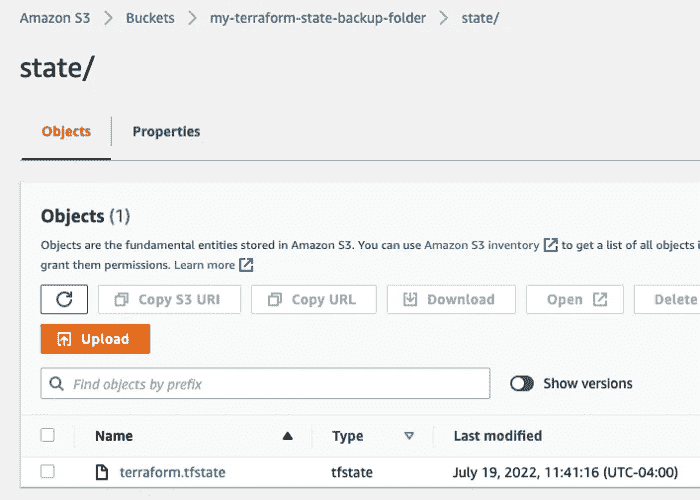 Amazon S3 > Buckets > my-terraform-state-backup-folder > state/
state/
Objects Properties
Objects (1)
Objects are the fundamental entities stored in Amazon S3. You can use Amazon S3 inventory to get a list of all objects
grant them permissions. Learn more
Copy S3 URI Copy URL Download Open Delete
Upload
Find objects by prefix Show versions
Name Type Last modified
terraform.tfstate tfstate July 19, 2022, 11:41:16 (UTC-04:00)